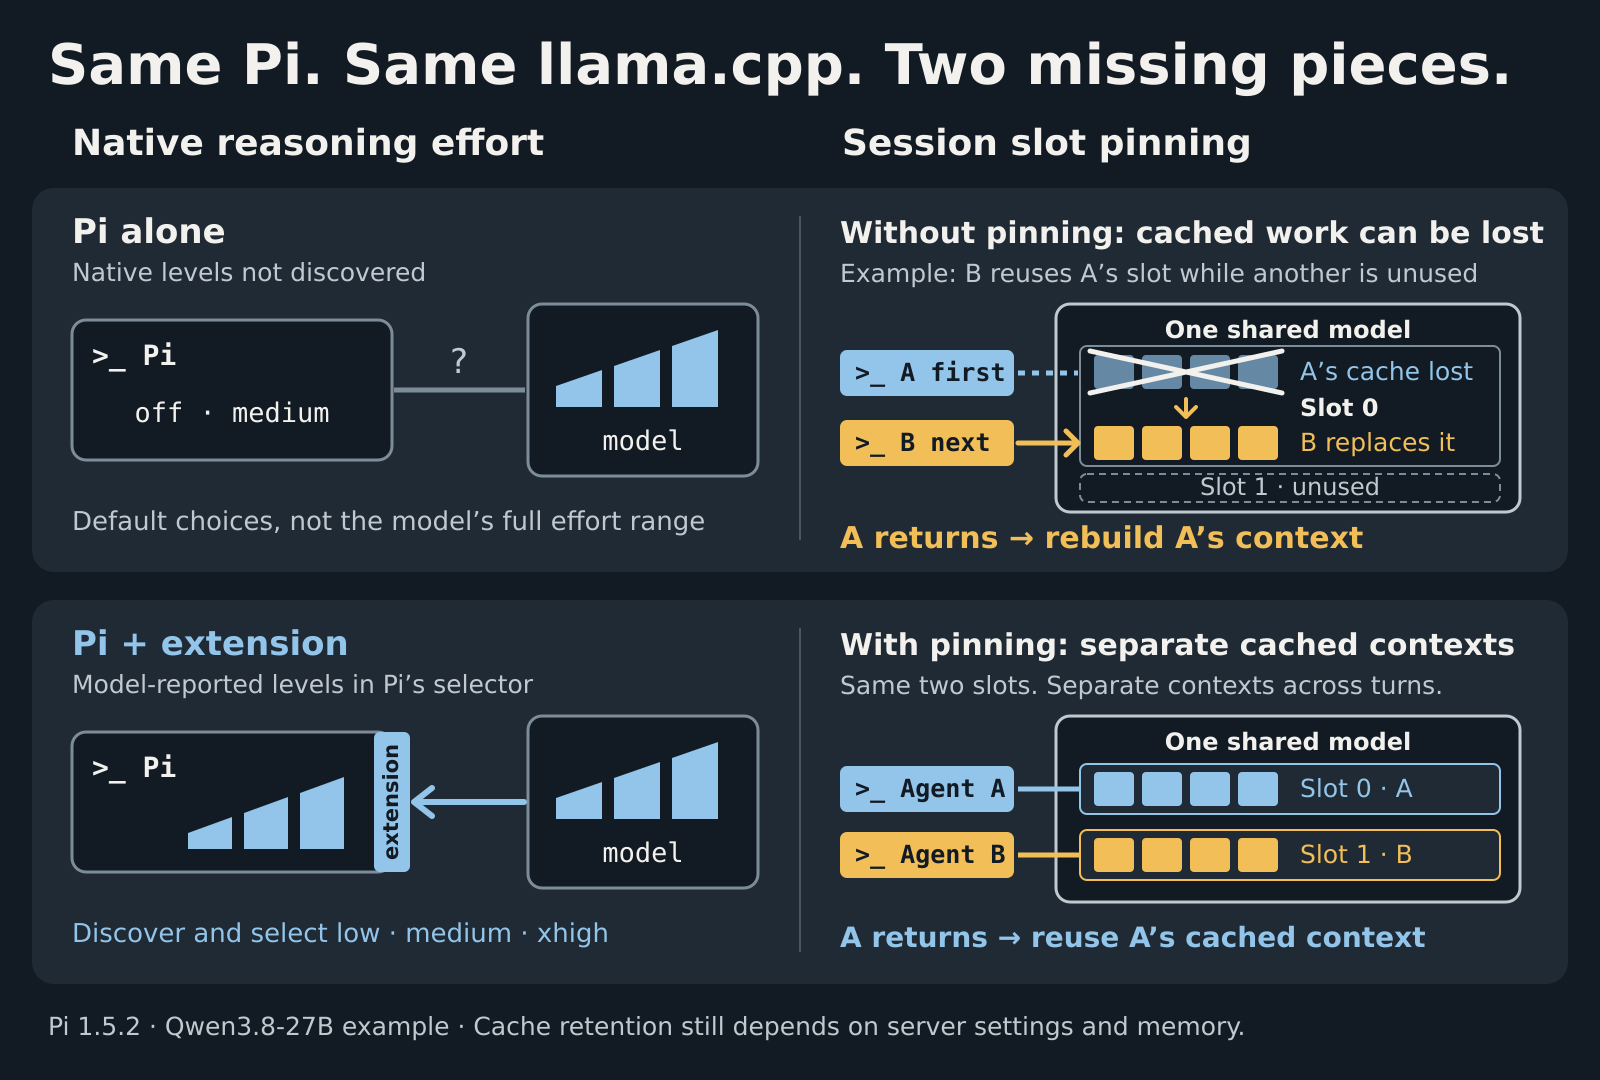 Same Pi. Same llama.cpp. Two missing pieces.
Native reasoning effort
Session slot pinning
Pi alone
Native levels not discovered
>_ Pi
off · medium
?
model
Default choices, not the model’s full effort range
Without pinning: cached work can be lost
Example: B reuses A’s slot while another is unused
One shared model
>_ A first
A’s cache lost
Slot 0
>_ B next
B replaces it
Slot 1 · unused
A returns → rebuild A’s context
Pi + extension
Model-reported levels in Pi’s selector
>_ Pi
extension
model
Discover and select low · medium · xhigh
With pinning: separate cached contexts
Same two slots. Separate contexts across turns.
One shared model
>_ Agent A
Slot 0 · A
>_ Agent B
Slot 1 · B
A returns → reuse A’s cached context
Pi 1.5.2 · Qwen3.8-27B example · Cache retention still depends on server settings and memory.